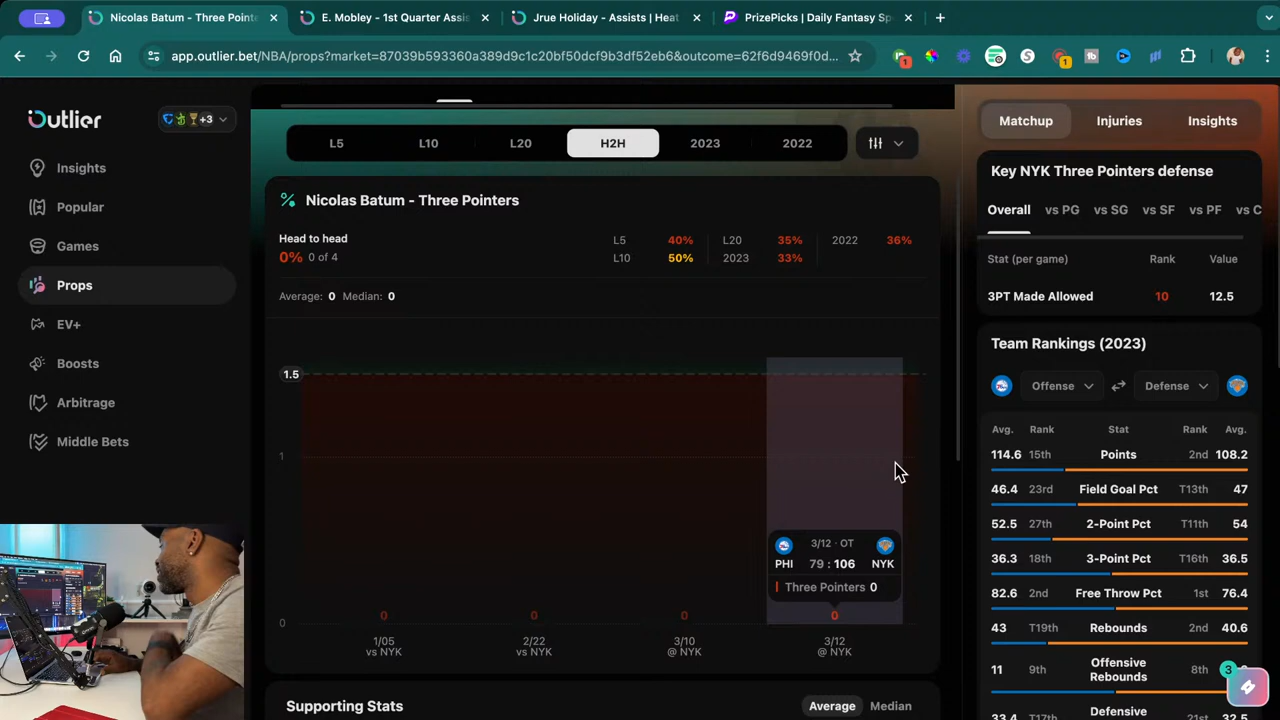 Nicolas Batum - Three Pointe
E. Mobley - 1st Quarter Assis
Jrue Holiday - Assists | Heat
PrizePicks | Daily Fantasy Sp
app.outlier.bet/NBA/props?market=87039b593360a389d9c1c20bf50dcf9b3df52eb6&outcome=62f6d9469f0d...
Outlier
+3
Insights
Popular
Games
Props
EV+
Boosts
Arbitrage
Middle Bets
L5 L10 L20 H2H 2023 2022
Nicolas Batum - Three Pointers
Head to head
0% 0 of 4
L5 40% L20 35% 2022 36%
L10 50% 2023 33%
Average: 0 Median: 0
1.5
1
0
3/12 · OT
PHI 79 : 106 NYK
Three Pointers 0
0 0 0 0
1/05 2/22 3/10 3/12
vs NYK vs NYK @ NYK @ NYK
Supporting Stats
Average Median
Matchup Injuries Insights
Key NYK Three Pointers defense
Overall vs PG vs SG vs SF vs PF vs C
Stat (per game) Rank Value
3PT Made Allowed 10 12.5
Team Rankings (2023)
Offense Defense
Avg. Rank Stat Rank Avg.
114.6 15th Points 2nd 108.2
46.4 23rd Field Goal Pct T13th 47
52.5 27th 2-Point Pct T11th 54
36.3 18th 3-Point Pct T16th 36.5
82.6 2nd Free Throw Pct 1st 76.4
43 T19th Rebounds 2nd 40.6
11 9th Offensive Rebounds 8th
3
33.4 T17th Defensive 21st 32.5